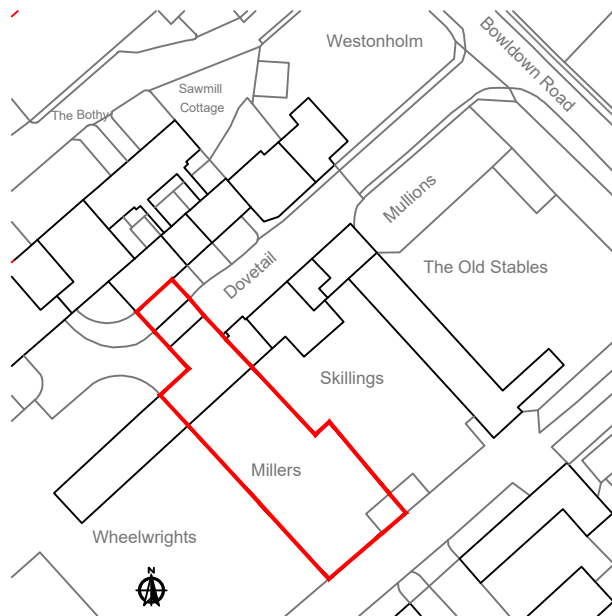 Westonholm
Bowldown Road
Sawmill
Cottage
The Bothy
Mullions
Dovetail
The Old Stables
Skillings
Millers
Wheelwrights
N